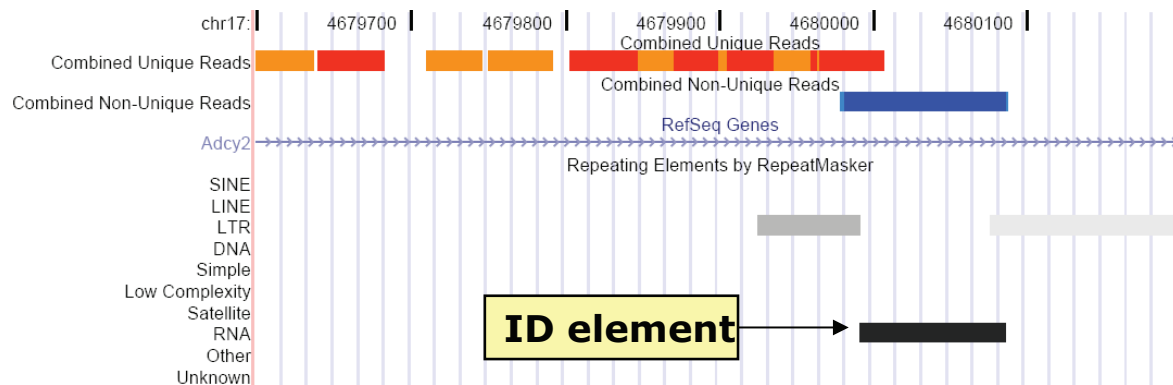 chr17: 4679700 4679800 4679900 4680000 4680100
Combined Unique Reads
Combined Unique Reads
Combined Non-Unique Reads
Combined Non-Unique Reads
RefSeq Genes
Adcy2
Repeating Elements by RepeatMasker
SINE
LINE
LTR
DNA
Simple
Low Complexity
Satellite
ID element
RNA
Other
Unknown